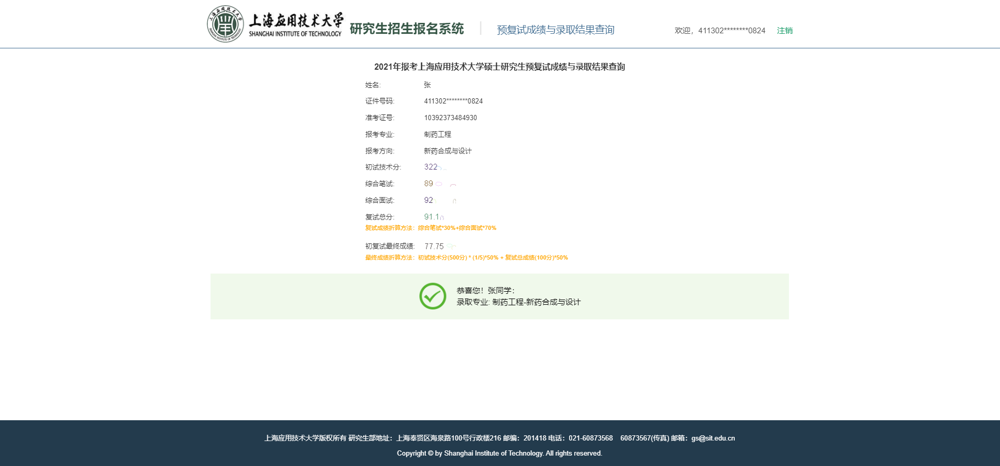 上海应用技术大学
SHANGHAI INSTITUTE OF TECHNOLOGY
研究生招生报名系统
预复试成绩与录取结果查询
欢迎，411302********0824 注销
2021年报考上海应用技术大学硕士研究生预复试成绩与录取结果查询
姓名: 张
证件号码: 411302********0824
准考证号: 10392373484930
报考专业: 制药工程
报考方向: 新药合成与设计
初试技术分: 322
综合笔试: 89
综合面试: 92
复试总分: 91.1
复试成绩折算方法：综合笔试*30%+综合面试*70%
初复试最终成绩: 77.75
最终成绩折算方法：初试技术分(500分) * (1/5)*50% + 复试总成绩(100分)*50%
恭喜您！张同学：
录取专业: 制药工程-新药合成与设计
上海应用技术大学版权所有 研究生部地址：上海奉贤区海泉路100号行政楼216 邮编：201418 电话：021-60873568 60873567(传真) 邮箱：gs@sit.edu.cn
Copyright © by Shanghai Institute of Technology. All rights reserved.